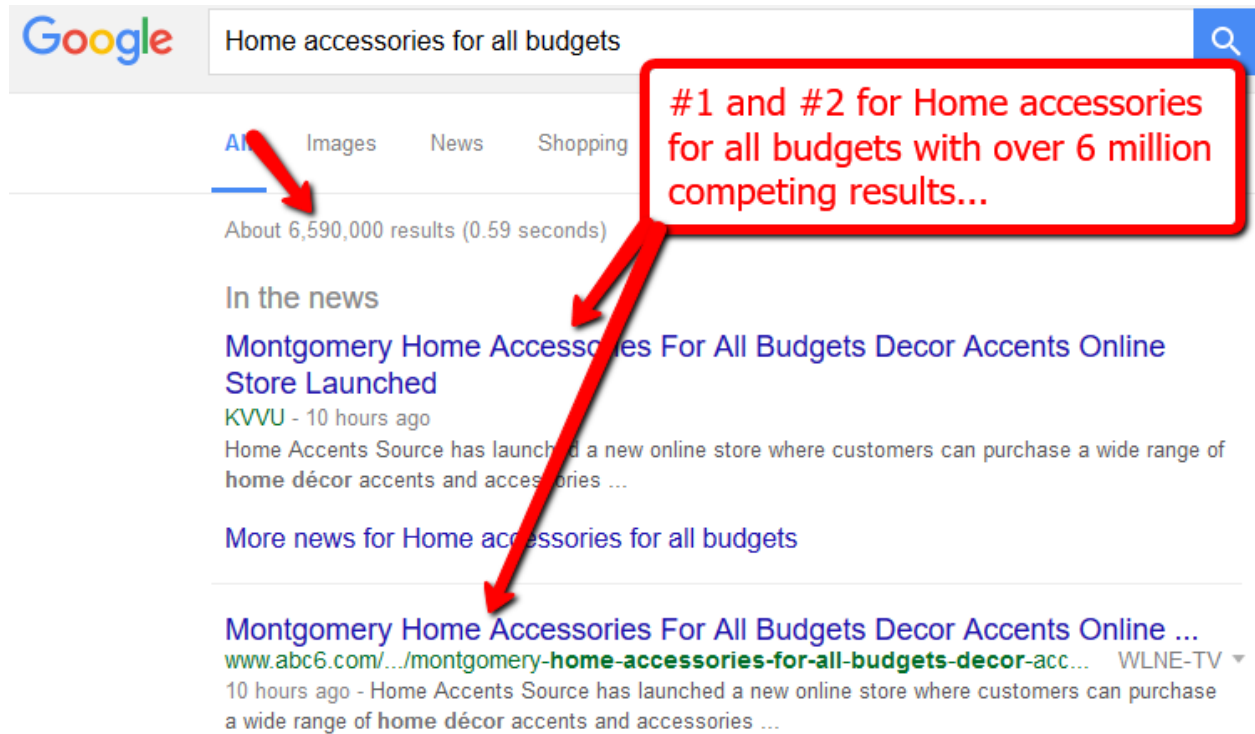 Google
Home accessories for all budgets
#1 and #2 for Home accessories
for all budgets with over 6 million
competing results...
All Images News Shopping
About 6,590,000 results (0.59 seconds)
In the news
Montgomery Home Accessories For All Budgets Decor Accents Online
Store Launched
KVVU - 10 hours ago
Home Accents Source has launched a new online store where customers can purchase a wide range of
home décor accents and accessories ...
More news for Home accessories for all budgets
Montgomery Home Accessories For All Budgets Decor Accents Online ...
www.abc6.com/.../montgomery-home-accessories-for-all-budgets-decor-acc... WLNE-TV
10 hours ago - Home Accents Source has launched a new online store where customers can purchase
a wide range of home décor accents and accessories ...